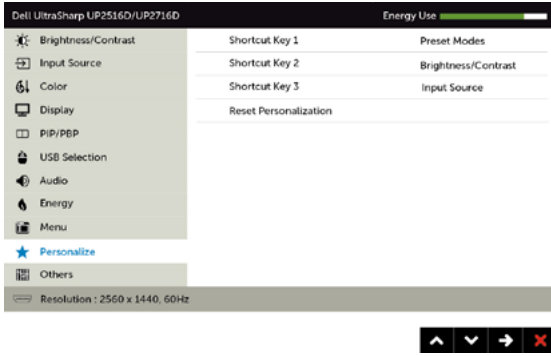 Dell UltraSharp UP2516D/UP2716D Energy Use
Brightness/Contrast Shortcut Key 1 Preset Modes
Input Source Shortcut Key 2 Brightness/Contrast
Color Shortcut Key 3 Input Source
Display Reset Personalization
PIP/PBP
USB Selection
Audio
Energy
Menu
Personalize
Others
Resolution : 2560 x 1440, 60Hz